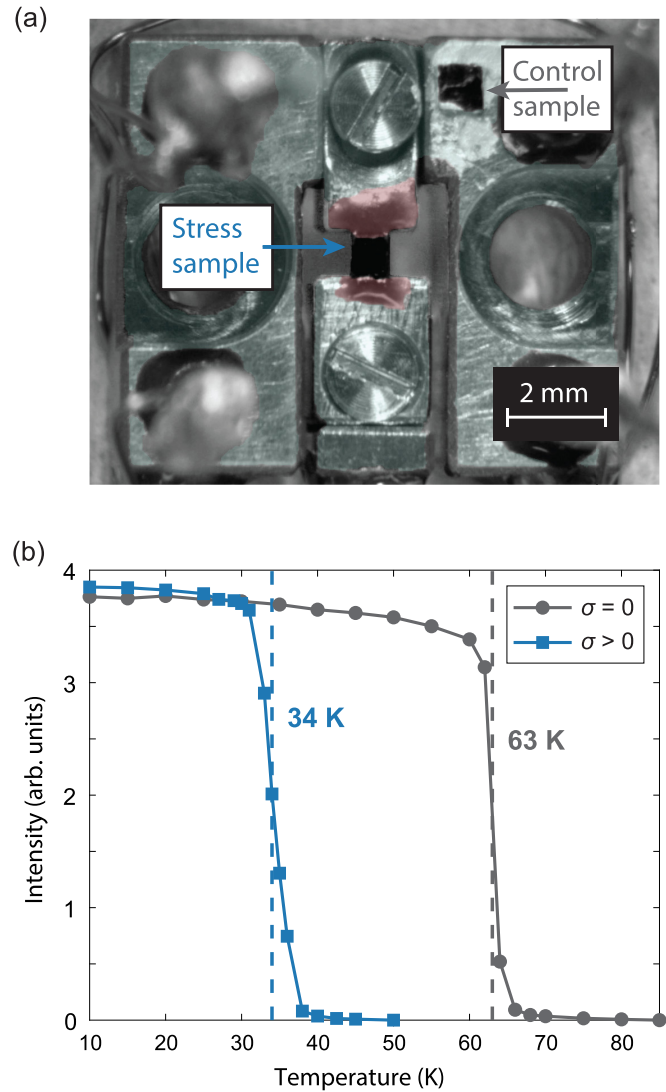 (a)
Control
sample
Stress
sample
2 mm
(b)
4
3
2
1
0
Intensity (arb. units)
σ = 0
σ > 0
34 K
63 K
10 20 30 40 50 60 70 80
Temperature (K)